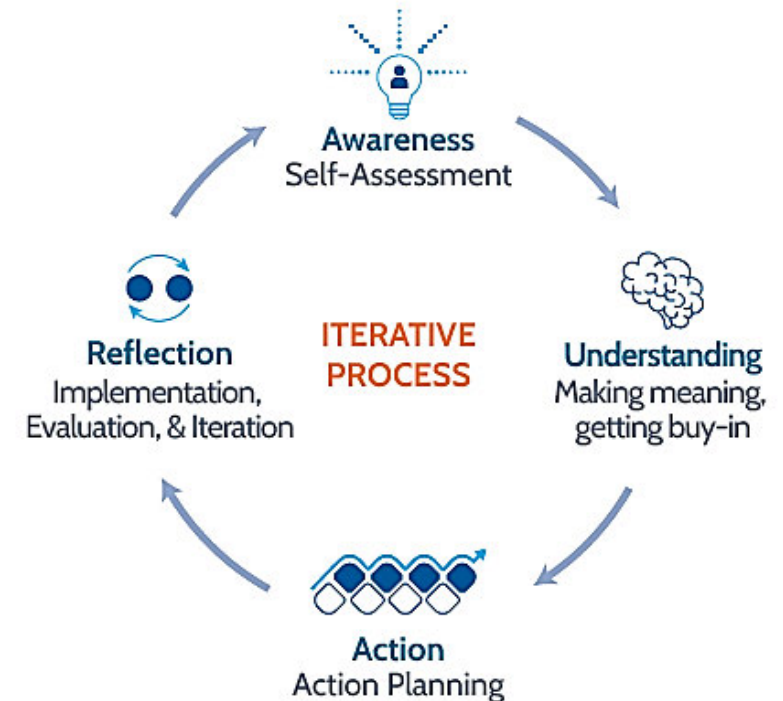 Awareness
Self-Assessment
Understanding
Making meaning,
getting buy-in
Action
Action Planning
Reflection
Implementation,
Evaluation, & Iteration
ITERATIVE
PROCESS